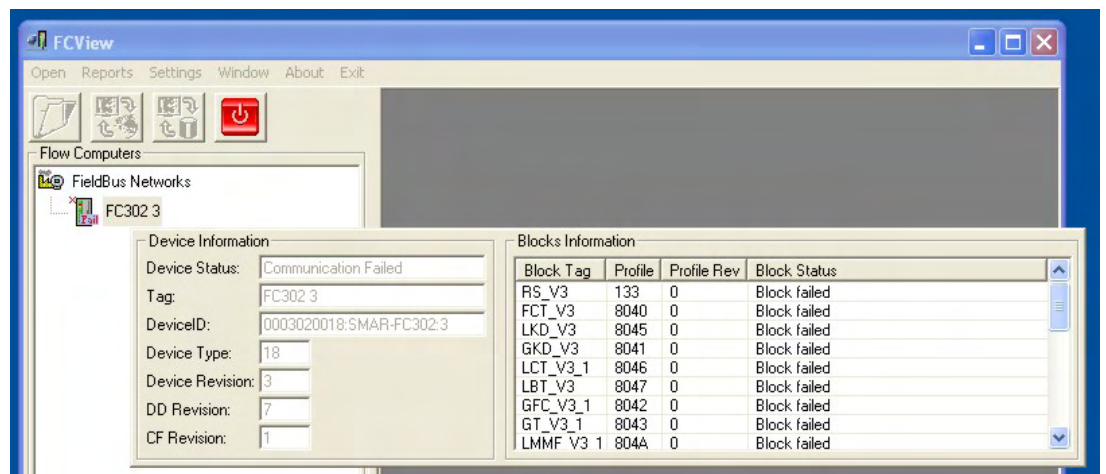 FCView
Open Reports Settings Window About Exit
Flow Computers
FieldBus Networks
Fail FC302 3
Device Information
Device Status: Communication Failed
Tag: FC302 3
DeviceID: 0003020018:SMAR-FC302:3
Device Type: 18
Device Revision: 3
DD Revision: 7
CF Revision: 1
Blocks Information
Block Tag Profile Profile Rev Block Status
RS_V3 133 0 Block failed
FCT_V3 8040 0 Block failed
LKD_V3 8045 0 Block failed
GKD_V3 8041 0 Block failed
LCT_V3_1 8046 0 Block failed
LBT_V3 8047 0 Block failed
GFC_V3_1 8042 0 Block failed
GT_V3_1 8043 0 Block failed
LMMF_V3_1 804A 0 Block failed